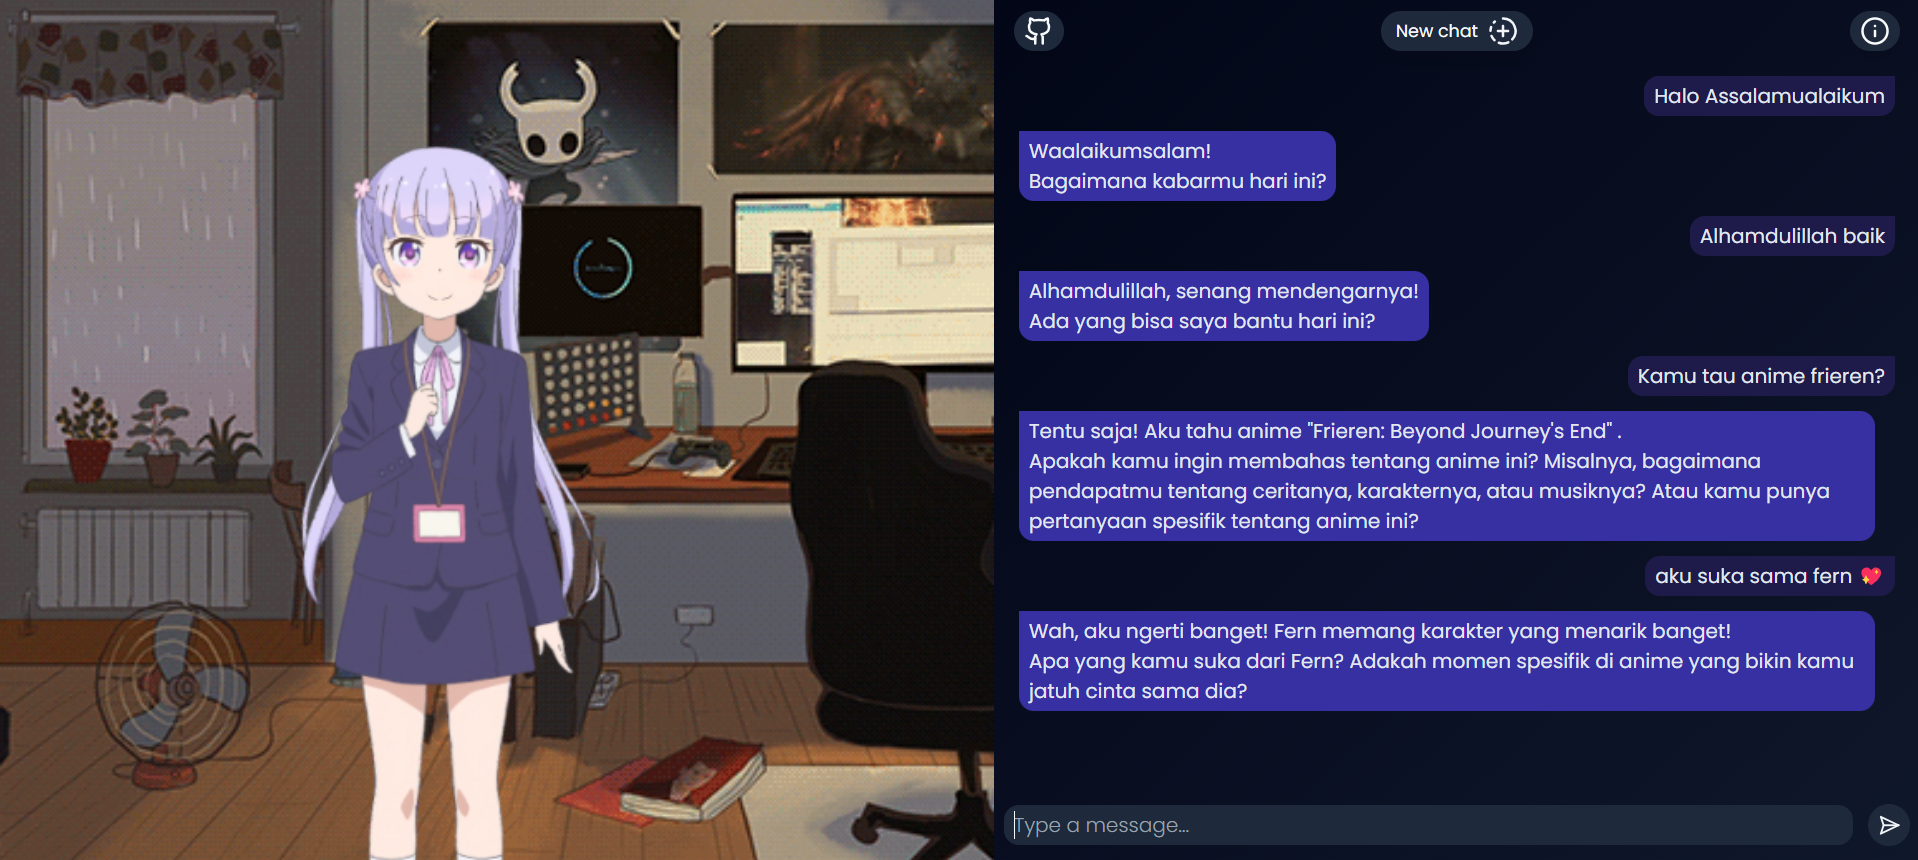 New chat
Halo Assalamualaikum
Waalaikumsalam!
Bagaimana kabarmu hari ini?
Alhamdulillah baik
Alhamdulillah, senang mendengarnya!
Ada yang bisa saya bantu hari ini?
Kamu tau anime frieren?
Tentu saja! Aku tahu anime "Frieren: Beyond Journey's End" .
Apakah kamu ingin membahas tentang anime ini? Misalnya, bagaimana
pendapatmu tentang ceritanya, karakternya, atau musiknya? Atau kamu punya
pertanyaan spesifik tentang anime ini?
aku suka sama fern 💖
Wah, aku ngerti banget! Fern memang karakter yang menarik banget!
Apa yang kamu suka dari Fern? Adakah momen spesifik di anime yang bikin kamu
jatuh cinta sama dia?
Type a message...